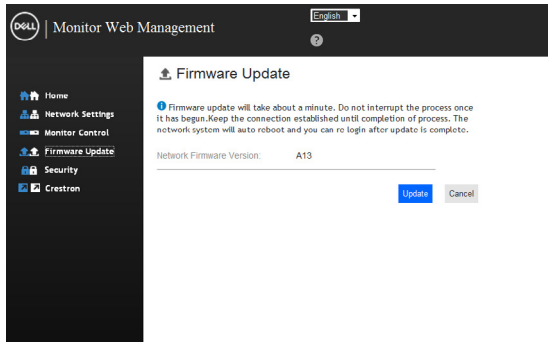 DELL | Monitor Web Management
English
?
Firmware Update
Home
Network Settings
Monitor Control
Firmware Update
Security
Crestron
Firmware update will take about a minute. Do not interrupt the process once
it has begun.Keep the connection established until completion of process. The
network system will auto reboot and you can re login after update is complete.
Network Firmware Version: A13
Update Cancel